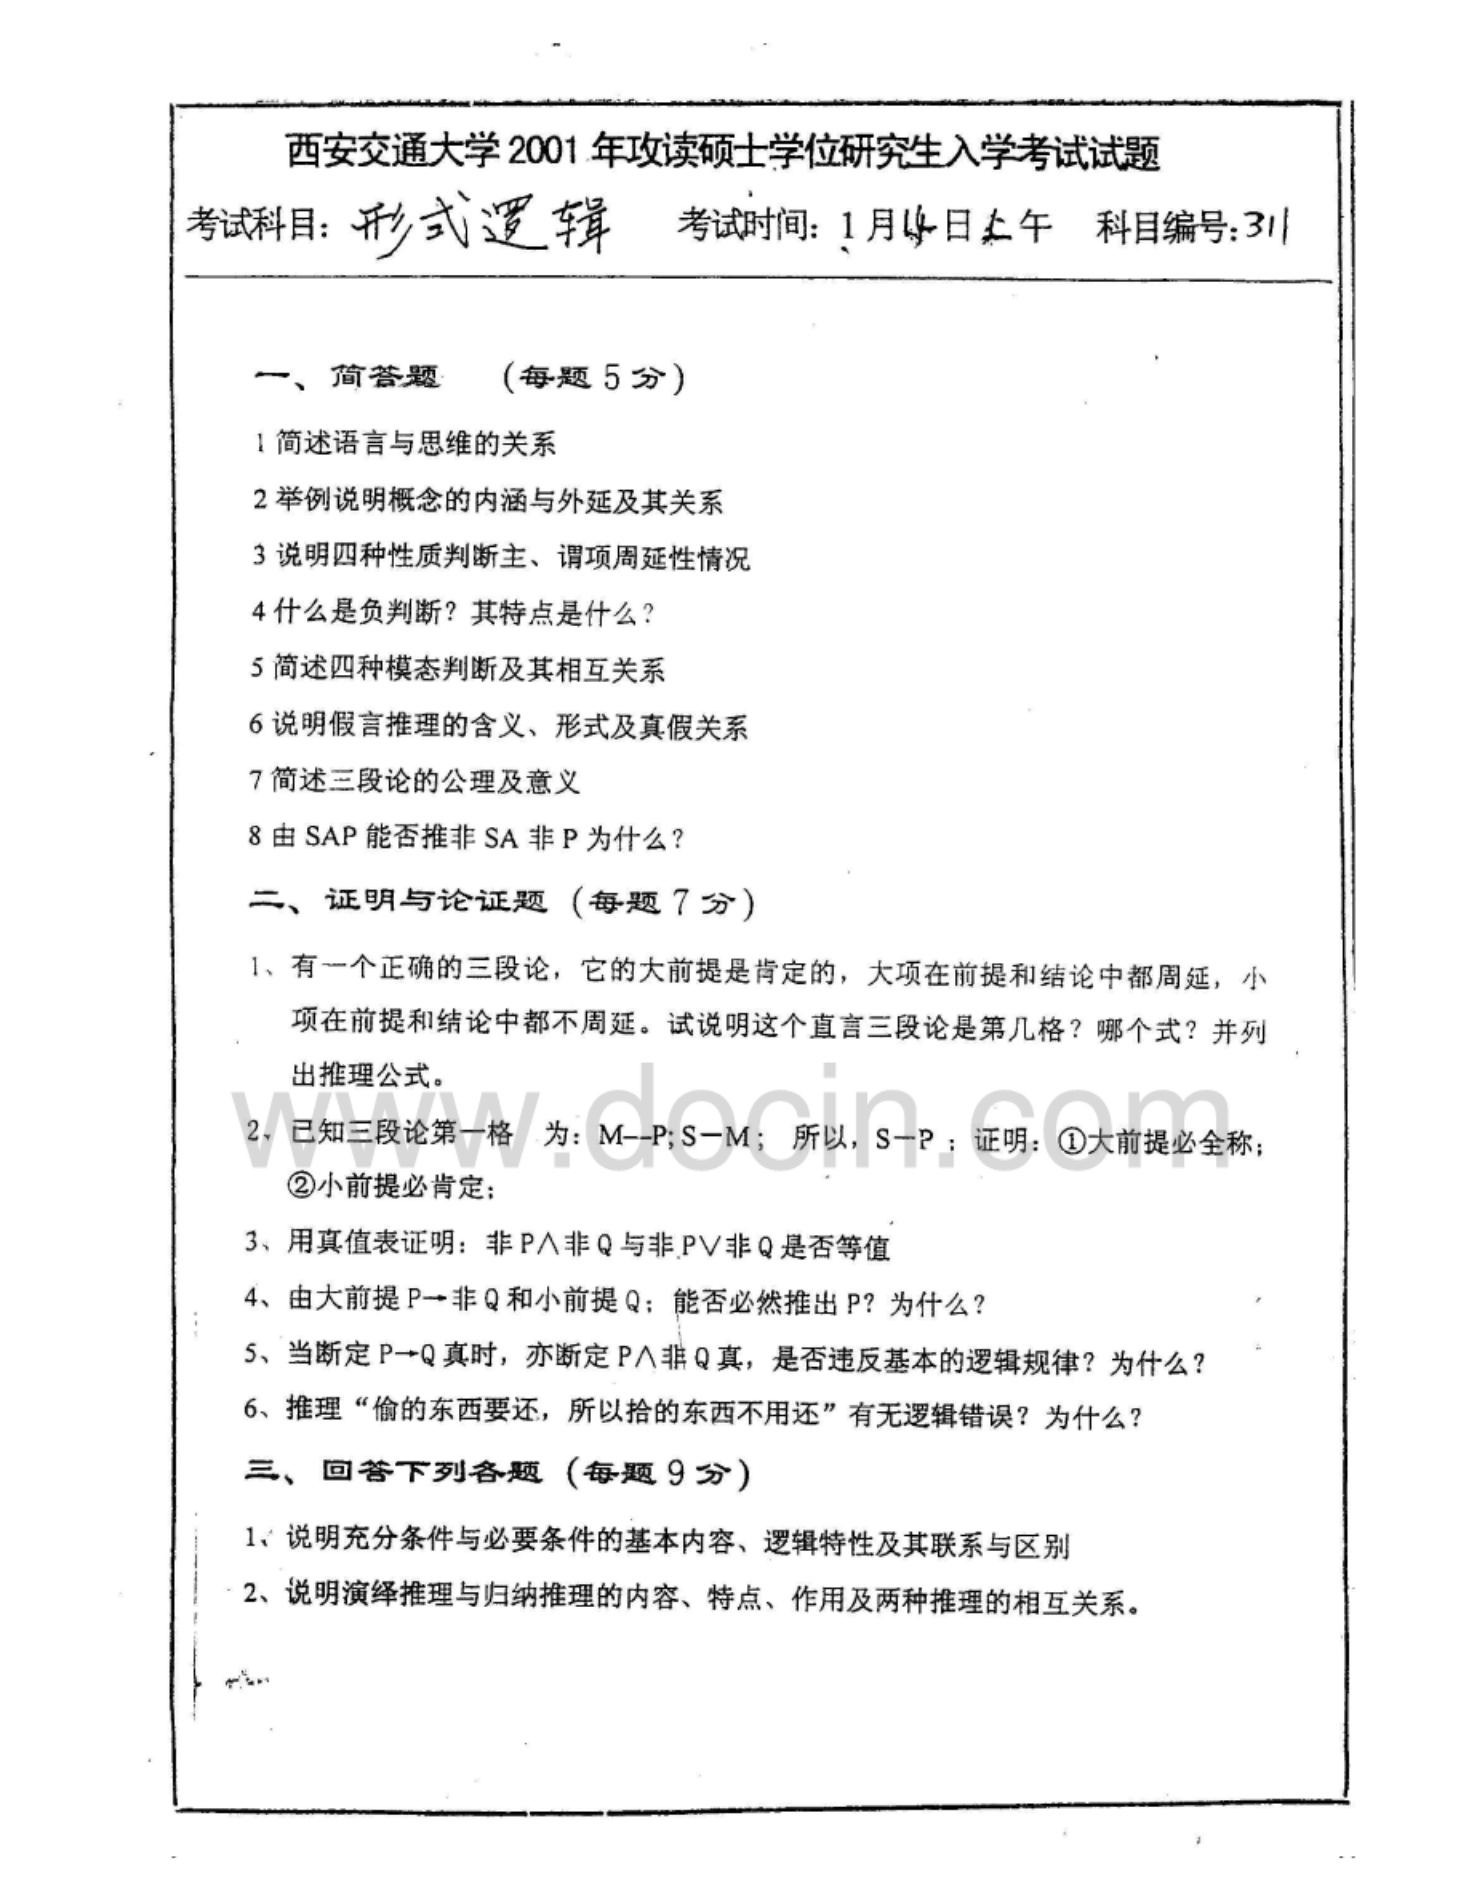 西安交通大学2001年攻读硕士学位研究生入学考试试题
考试科目：形式逻辑 考试时间：1月14日上午 科目编号：311
一、简答题 （每题5分）
1 简述语言与思维的关系
2 举例说明概念的内涵与外延及其关系
3 说明四种性质判断主、谓项周延性情况
4 什么是负判断？其特点是什么？
5 简述四种模态判断及其相互关系
6 说明假言推理的含义、形式及真假关系
7 简述三段论的公理及意义
8 由 SAP 能否推非 SA 非 P 为什么？
二、证明与论证题（每题7分）
1、有一个正确的三段论，它的大前提是肯定的，大项在前提和结论中都周延，小
项在前提和结论中都不周延。试说明这个直言三段论是第几格？哪个式？并列
出推理公式。
www.docin.com
2、已知三段论第一格 为：M--P; S－M； 所以，S－P ；证明：①大前提必全称；
②小前提必肯定；
3、用真值表证明：非 P∧非 Q 与非 P∨非 Q 是否等值
4、由大前提 P→非 Q 和小前提 Q；能否必然推出 P？为什么？
5、当断定 P→Q 真时，亦断定 P∧非 Q 真，是否违反基本的逻辑规律？为什么？
6、推理“偷的东西要还，所以拾的东西不用还”有无逻辑错误？为什么？
三、回答下列各题（每题9分）
1、说明充分条件与必要条件的基本内容、逻辑特性及其联系与区别
2、说明演绎推理与归纳推理的内容、特点、作用及两种推理的相互关系。